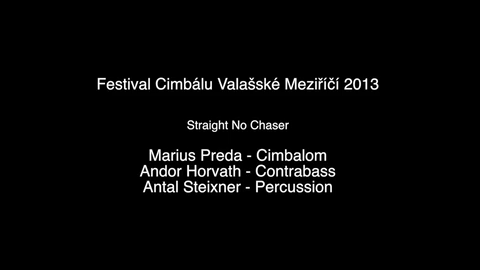 Festival Cimbálu Valašské Meziříčí 2013
Straight No Chaser
Marius Preda - Cimbalom
Andor Horvath - Contrabass
Antal Steixner - Percussion